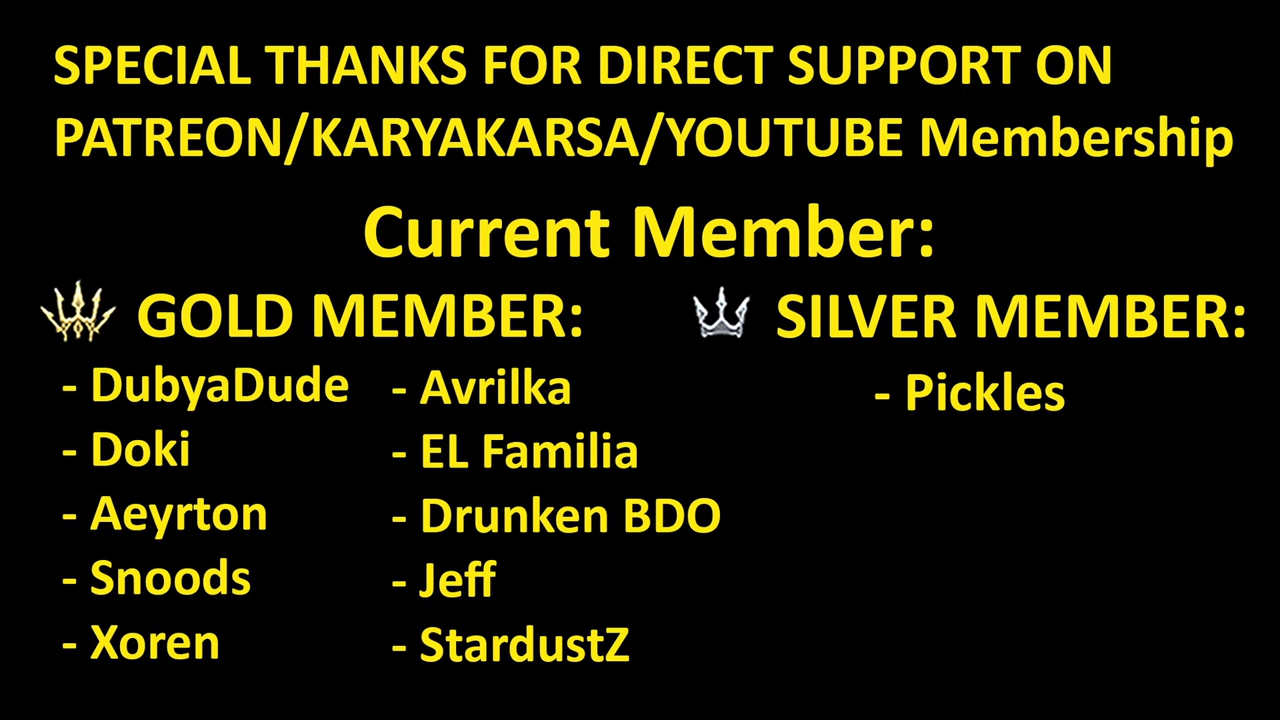 SPECIAL THANKS FOR DIRECT SUPPORT ON
PATREON/KARYAKARSA/YOUTUBE Membership
Current Member:
GOLD MEMBER:
- DubyaDude
- Doki
- Aeyrton
- Snoods
- Xoren
- Avrilka
- EL Familia
- Drunken BDO
- Jeff
- StardustZ
SILVER MEMBER:
- Pickles